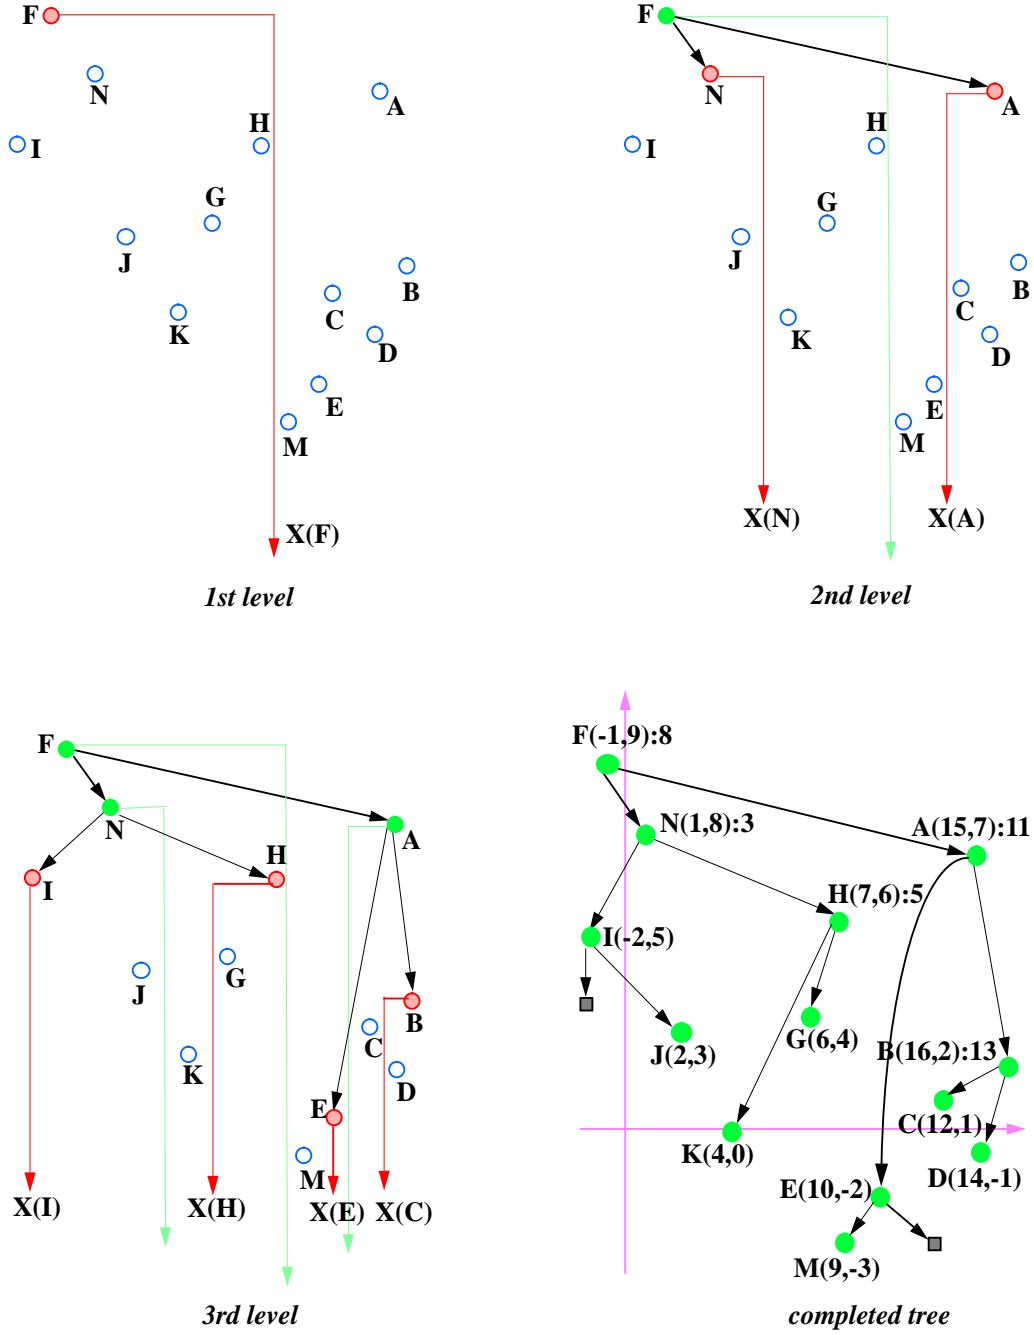 F
N
A
H
I
G
J
B
C
K
D
E
M
X(F)
1st level
F
N
A
H
I
G
J
B
C
K
D
E
M
X(N)
X(A)
2nd level
F
N
A
H
I
G
J
B
C
K
D
E
M
X(I)
X(H)
X(E)
X(C)
3rd level
F(-1,9):8
N(1,8):3
A(15,7):11
H(7,6):5
I(-2,5)
G(6,4)
J(2,3)
B(16,2):13
C(12,1)
K(4,0)
D(14,-1)
E(10,-2)
M(9,-3)
completed tree